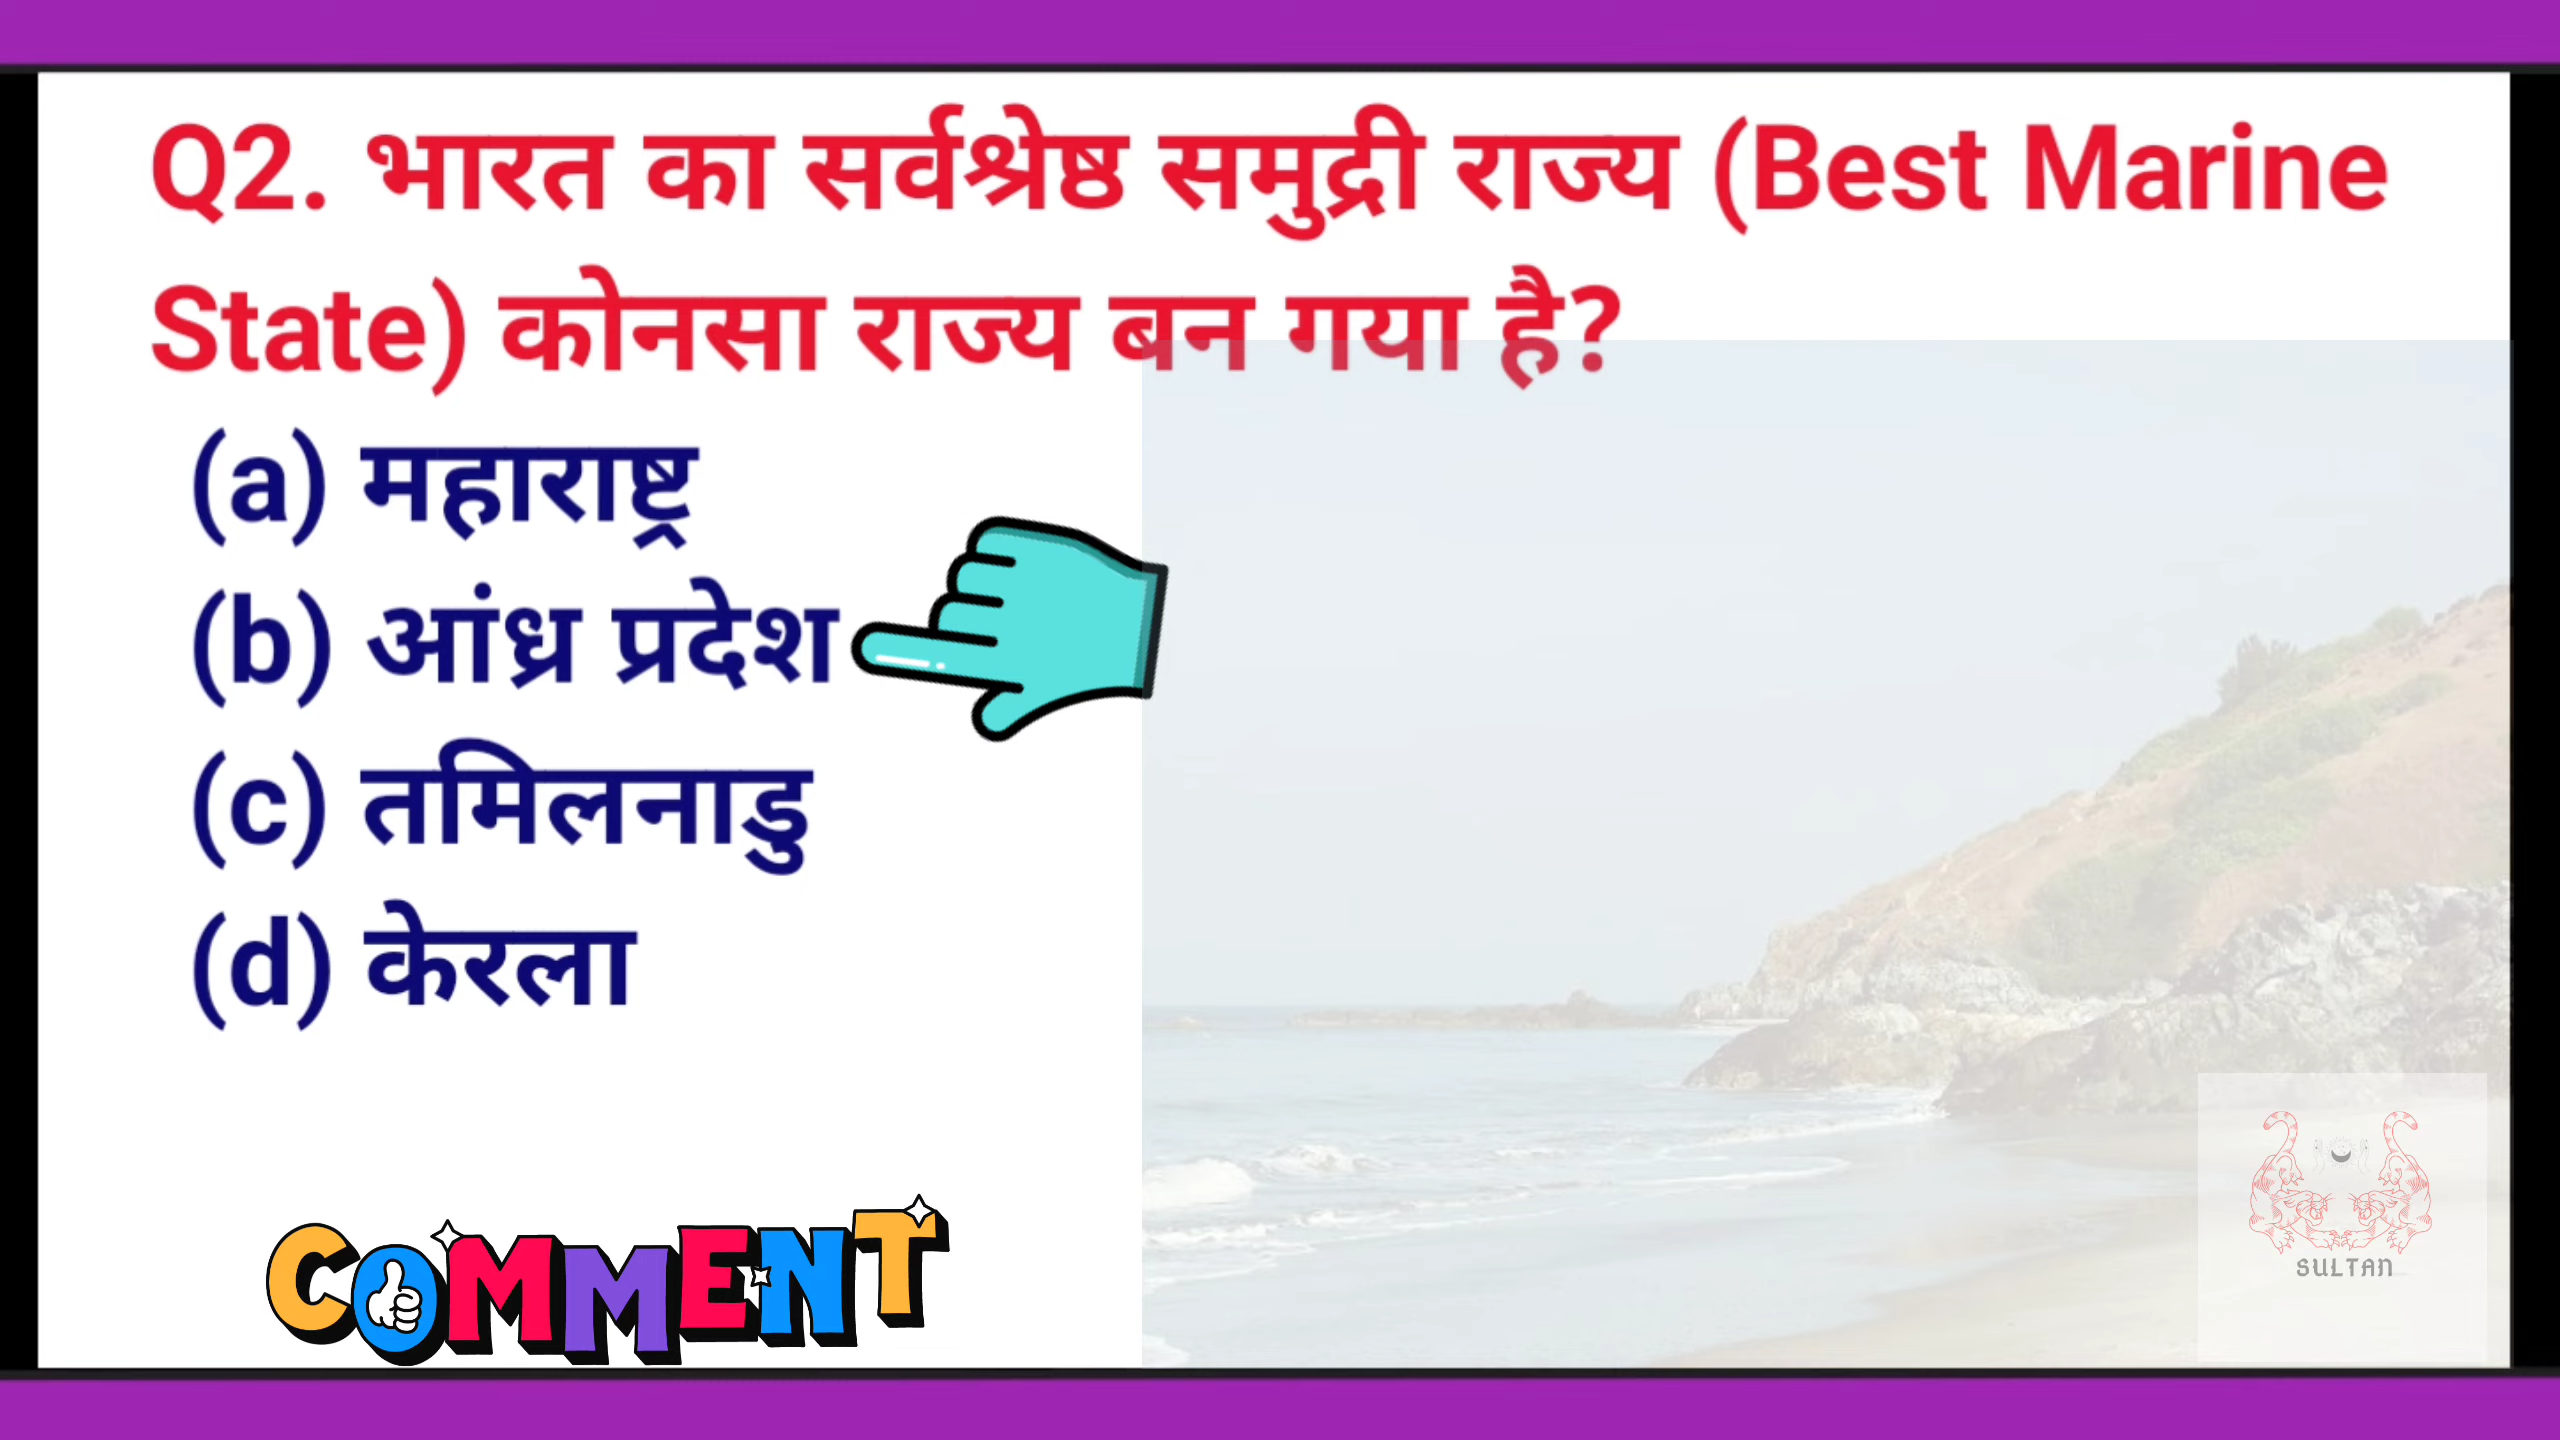 Q2. भारत का सर्वश्रेष्ठ समुद्री राज्य (Best Marine
State) कोनसा राज्य बन गया है?
(a) महाराष्ट्र
(b) आंध्र प्रदेश
(c) तमिलनाडु
(d) केरला
COMMENT
SULTAN